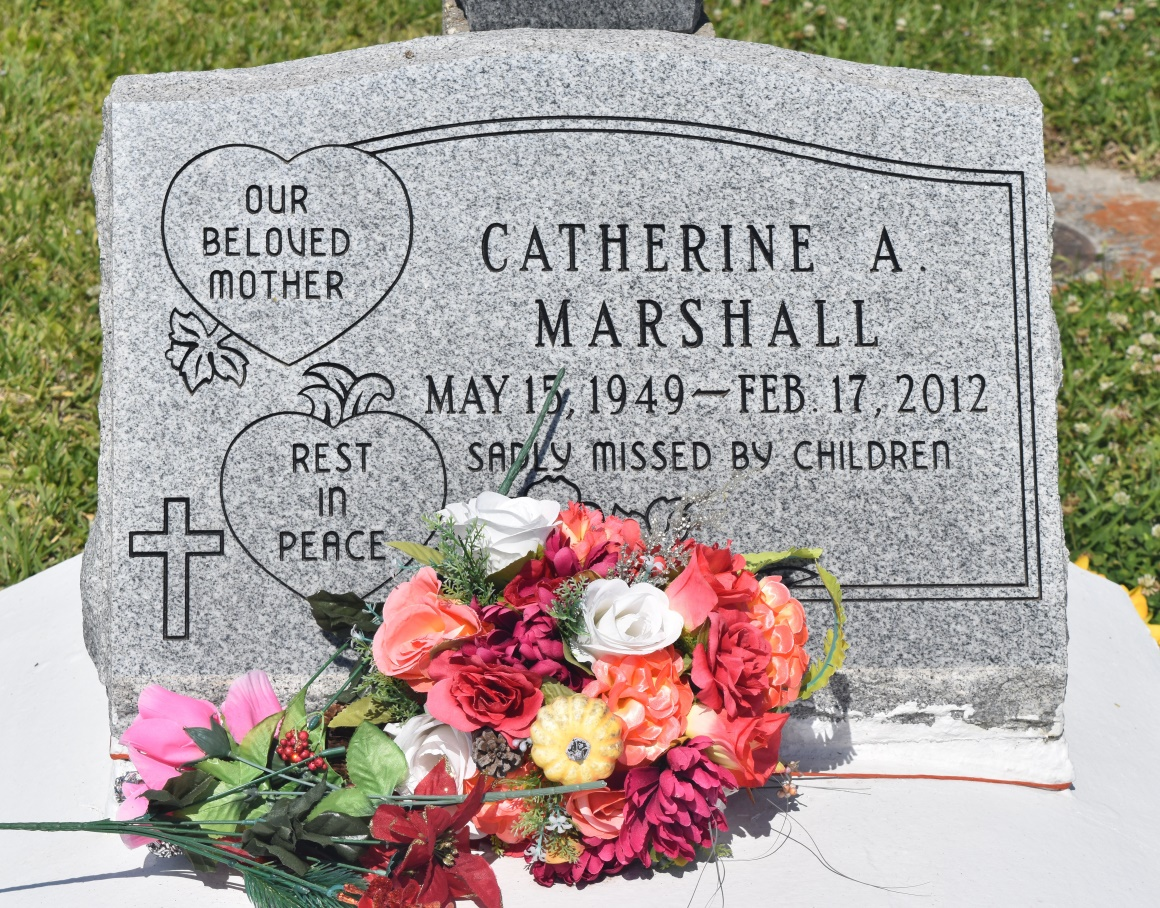 OUR
BELOVED
MOTHER
CATHERINE A.
MARSHALL
MAY 15, 1949—FEB. 17, 2012
SADLY MISSED BY CHILDREN
REST
IN
PEACE